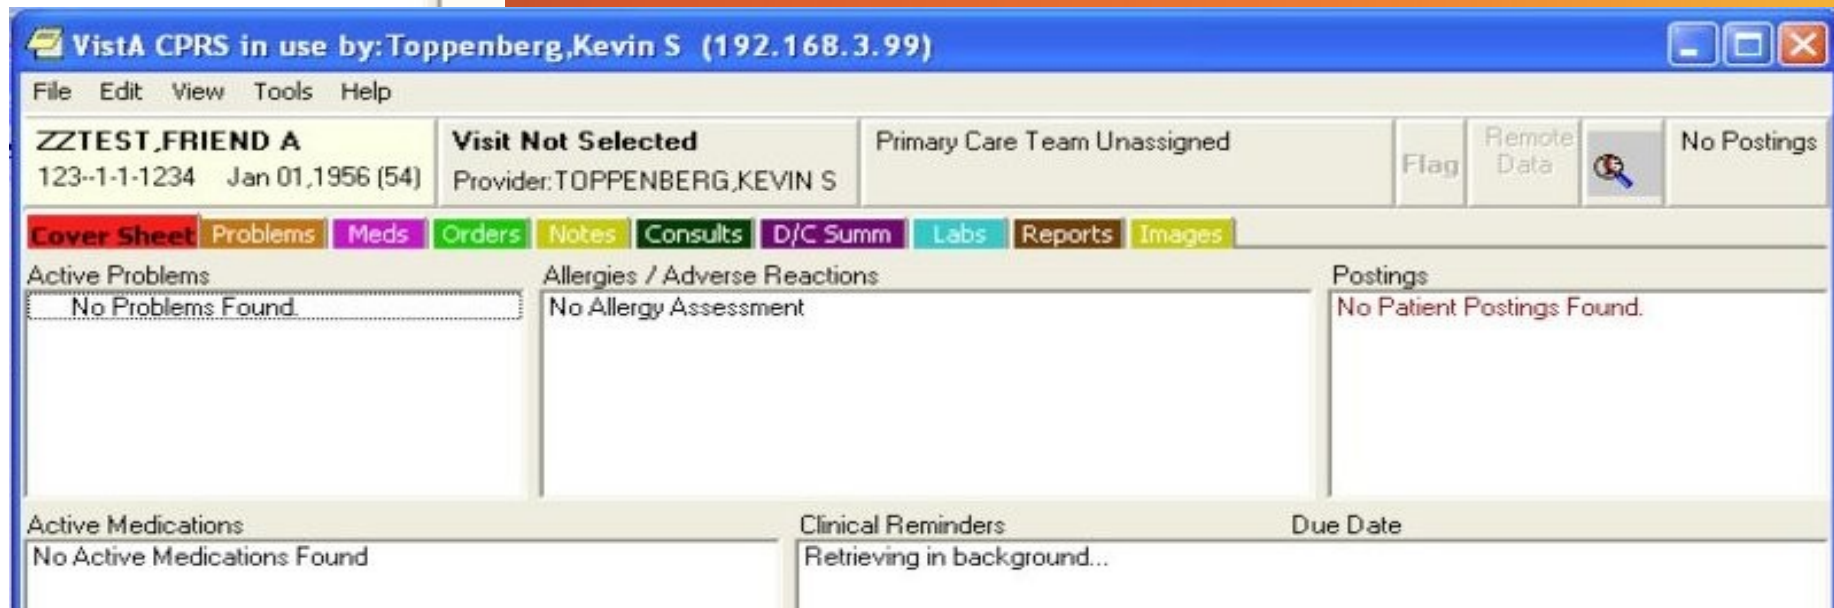 VistA CPRS in use by:Toppenberg,Kevin S (192.168.3.99)
File Edit View Tools Help
ZZTEST,FRIEND A
123--1-1-1234 Jan 01,1956 (54)
Visit Not Selected
Provider:TOPPENBERG,KEVIN S
Primary Care Team Unassigned
Flag
Remote
Data
No Postings
Cover Sheet Problems Meds Orders Notes Consults D/C Summ Labs Reports Images
Active Problems
No Problems Found.
Allergies / Adverse Reactions
No Allergy Assessment
Postings
No Patient Postings Found.
Active Medications
No Active Medications Found
Clinical Reminders Due Date
Retrieving in background...